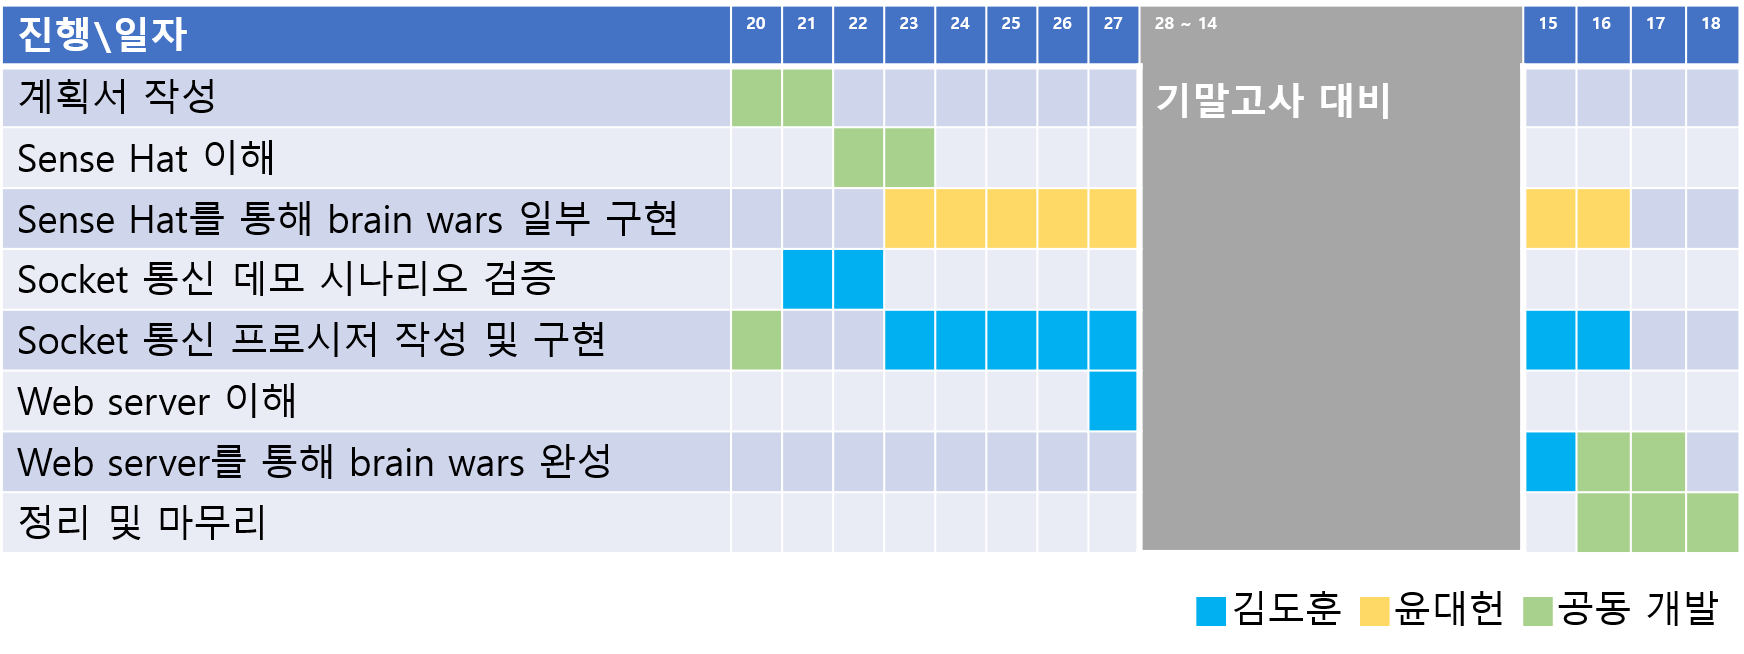 진행\일자 20 21 22 23 24 25 26 27 28 ~ 14 15 16 17 18
계획서 작성 기말고사 대비
Sense Hat 이해
Sense Hat를 통해 brain wars 일부 구현
Socket 통신 데모 시나리오 검증
Socket 통신 프로시저 작성 및 구현
Web server 이해
Web server를 통해 brain wars 완성
정리 및 마무리
김도훈 윤대헌 공동 개발